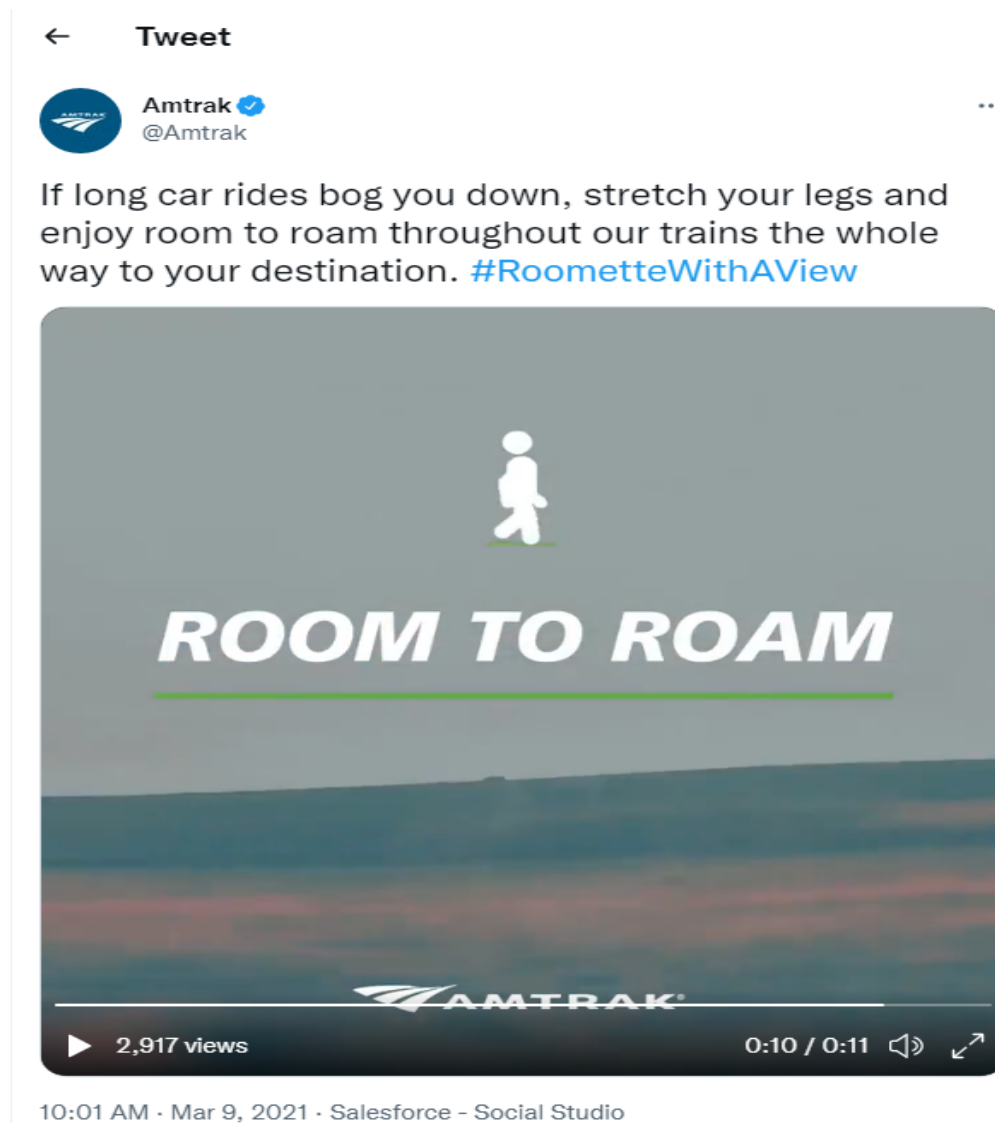 Tweet
AMTRAK
Amtrak
@Amtrak
If long car rides bog you down, stretch your legs and
enjoy room to roam throughout our trains the whole
way to your destination. #RoometteWithAView
ROOM TO ROAM
AMTRAK®
2,917 views
0:10 / 0:11
10:01 AM · Mar 9, 2021 · Salesforce - Social Studio